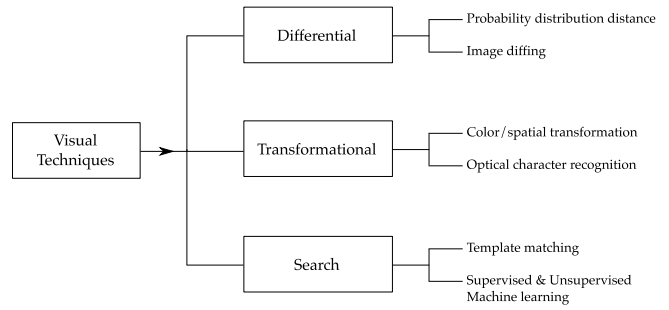 Visual
Techniques
Differential
Probability distribution distance
Image diffing
Transformational
Color/spatial transformation
Optical character recognition
Search
Template matching
Supervised & Unsupervised
Machine learning